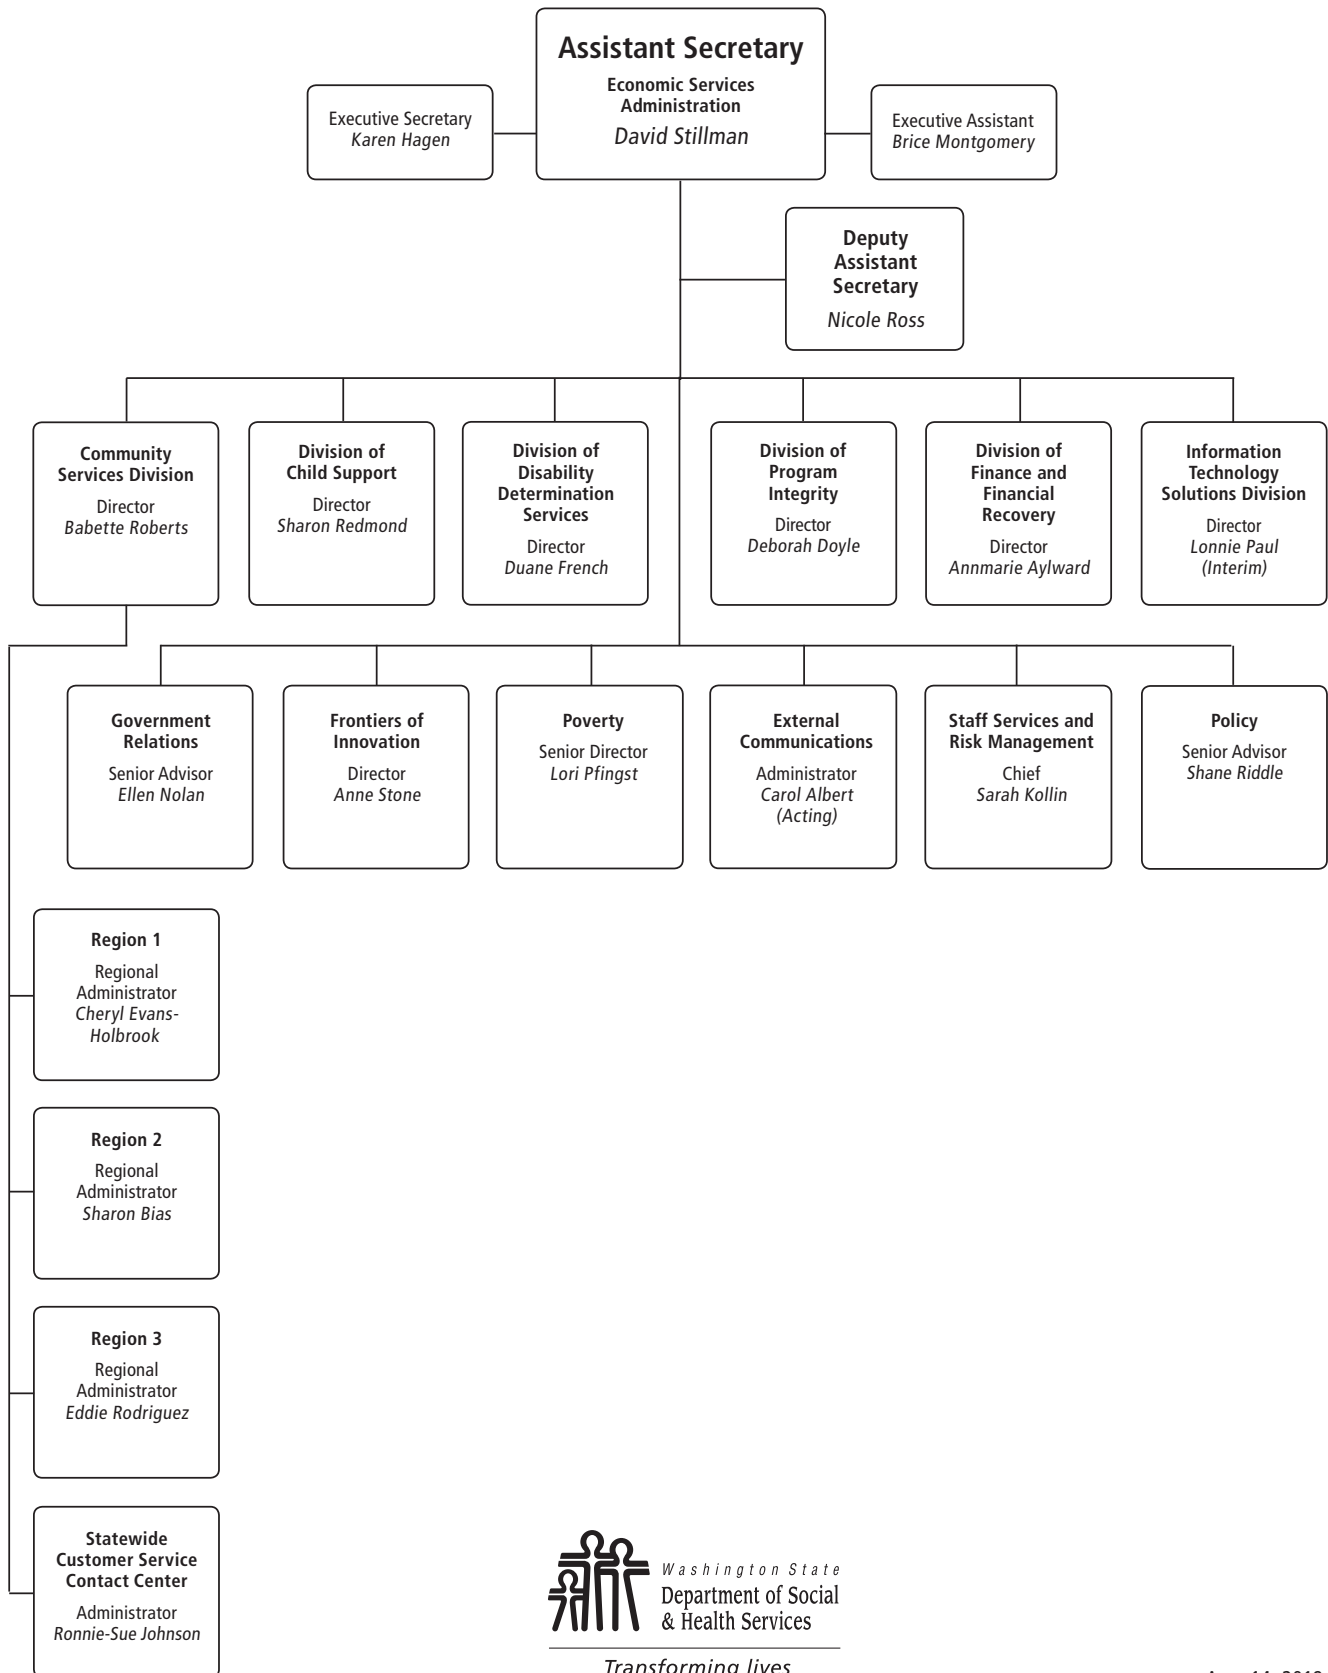 Assistant Secretary
Economic Services
Administration
David Stillman
Executive Secretary
Karen Hagen
Executive Assistant
Brice Montgomery
Deputy
Assistant
Secretary
Nicole Ross
Community
Services Division
Director
Babette Roberts
Division of
Child Support
Director
Sharon Redmond
Division of
Disability
Determination
Services
Director
Duane French
Division of
Program
Integrity
Director
Deborah Doyle
Division of
Finance and
Financial
Recovery
Director
Annmarie Aylward
Information
Technology
Solutions Division
Director
Lonnie Paul
(Interim)
Government
Relations
Senior Advisor
Ellen Nolan
Frontiers of
Innovation
Director
Anne Stone
Poverty
Senior Director
Lori Pfingst
External
Communications
Administrator
Carol Albert
(Acting)
Staff Services and
Risk Management
Chief
Sarah Kollin
Policy
Senior Advisor
Shane Riddle
Region 1
Regional
Administrator
Cheryl Evans-
Holbrook
Region 2
Regional
Administrator
Sharon Bias
Region 3
Regional
Administrator
Eddie Rodriguez
Statewide
Customer Service
Contact Center
Administrator
Ronnie-Sue Johnson
Washington State
Department of Social
& Health Services
Transforming lives